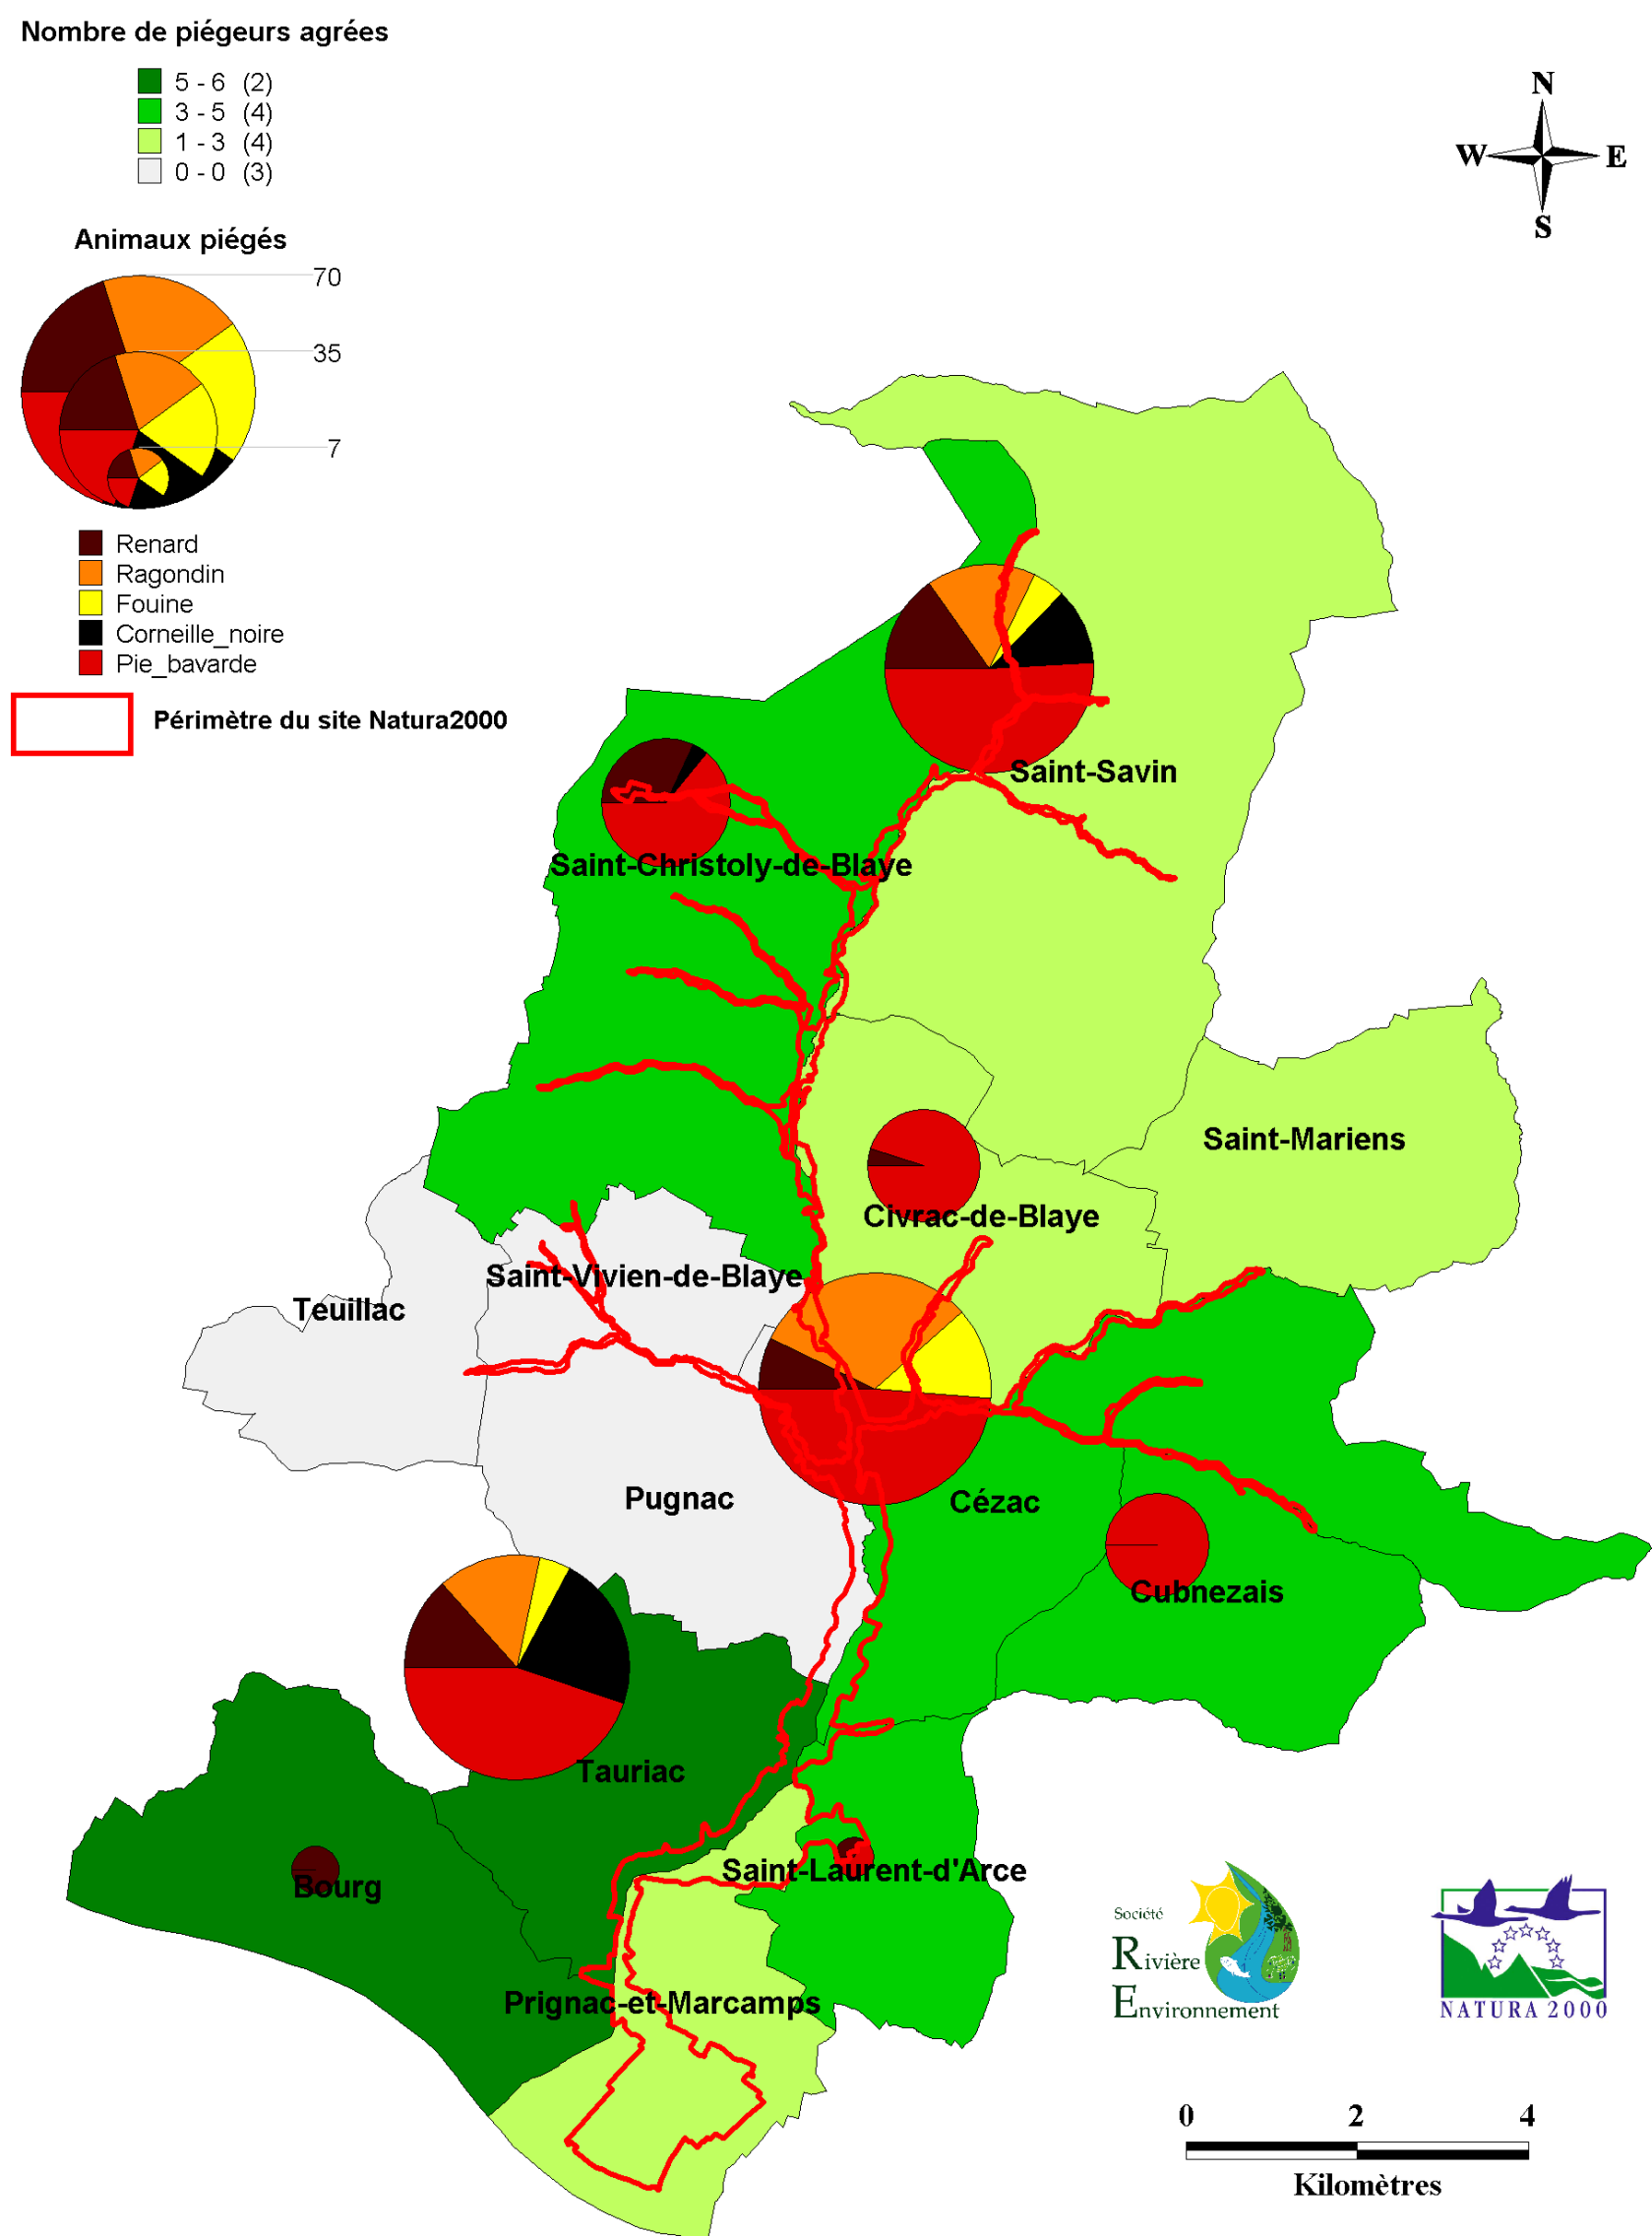 Nombre de piégeurs agrées
5 - 6 (2)
3 - 5 (4)
1 - 3 (4)
0 - 0 (3)
Animaux piégés
70
35
7
Renard
Ragondin
Fouine
Corneille_noire
Pie_bavarde
Périmètre du site Natura2000
N
W E
S
Saint-Savin
Saint-Christoly-de-Blaye
Saint-Mariens
Civrac-de-Blaye
Saint-Vivien-de-Blaye
Teuillac
Pugnac
Cézac
Cubnezais
Tauriac
Saint-Laurent-d'Arce
Bourg
Prignac-et-Marcamps
Société
Rivière
Environnement
NATURA 2000
0 2 4
Kilomètres